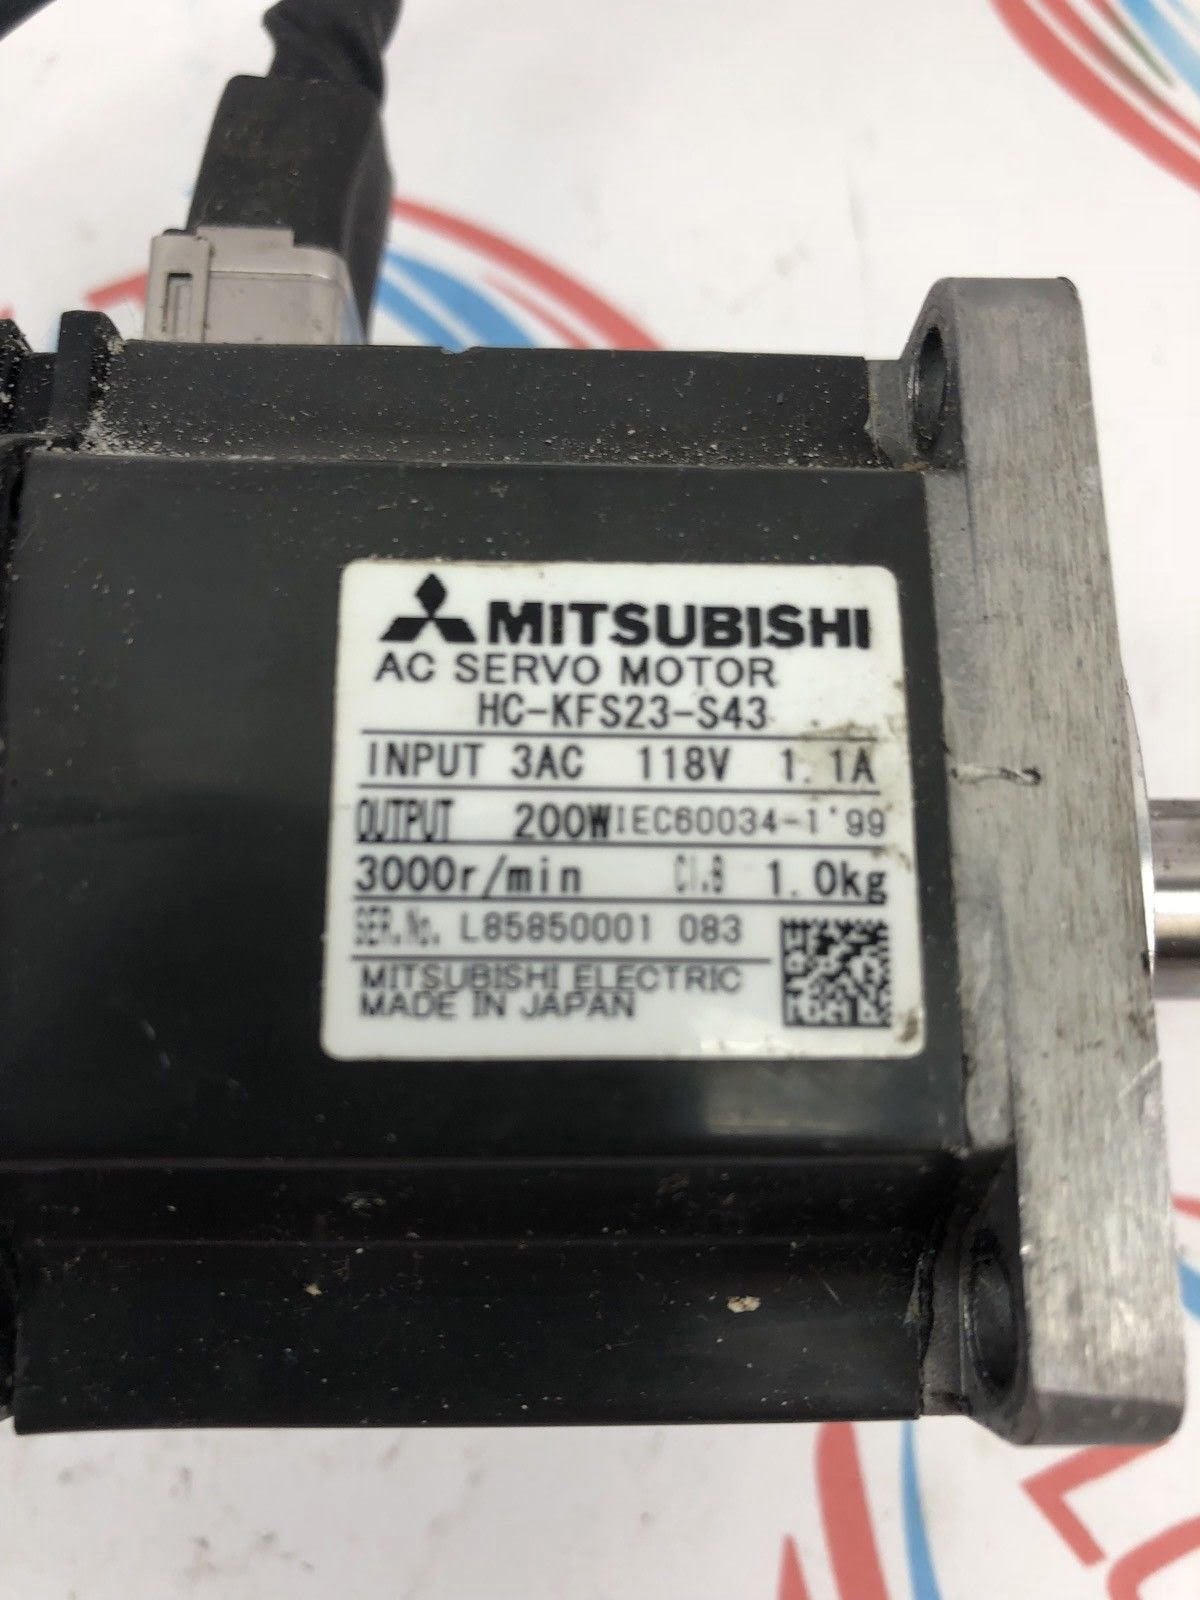 MITSUBISHI
AC SERVO MOTOR
HC-KFS23-S43
INPUT 3AC 118V 1.1A
OUTPUT 200W IEC60034-1'99
3000r/min Cl.B 1.0kg
SER.No. L85850001 083
MITSUBISHI ELECTRIC
MADE IN JAPAN